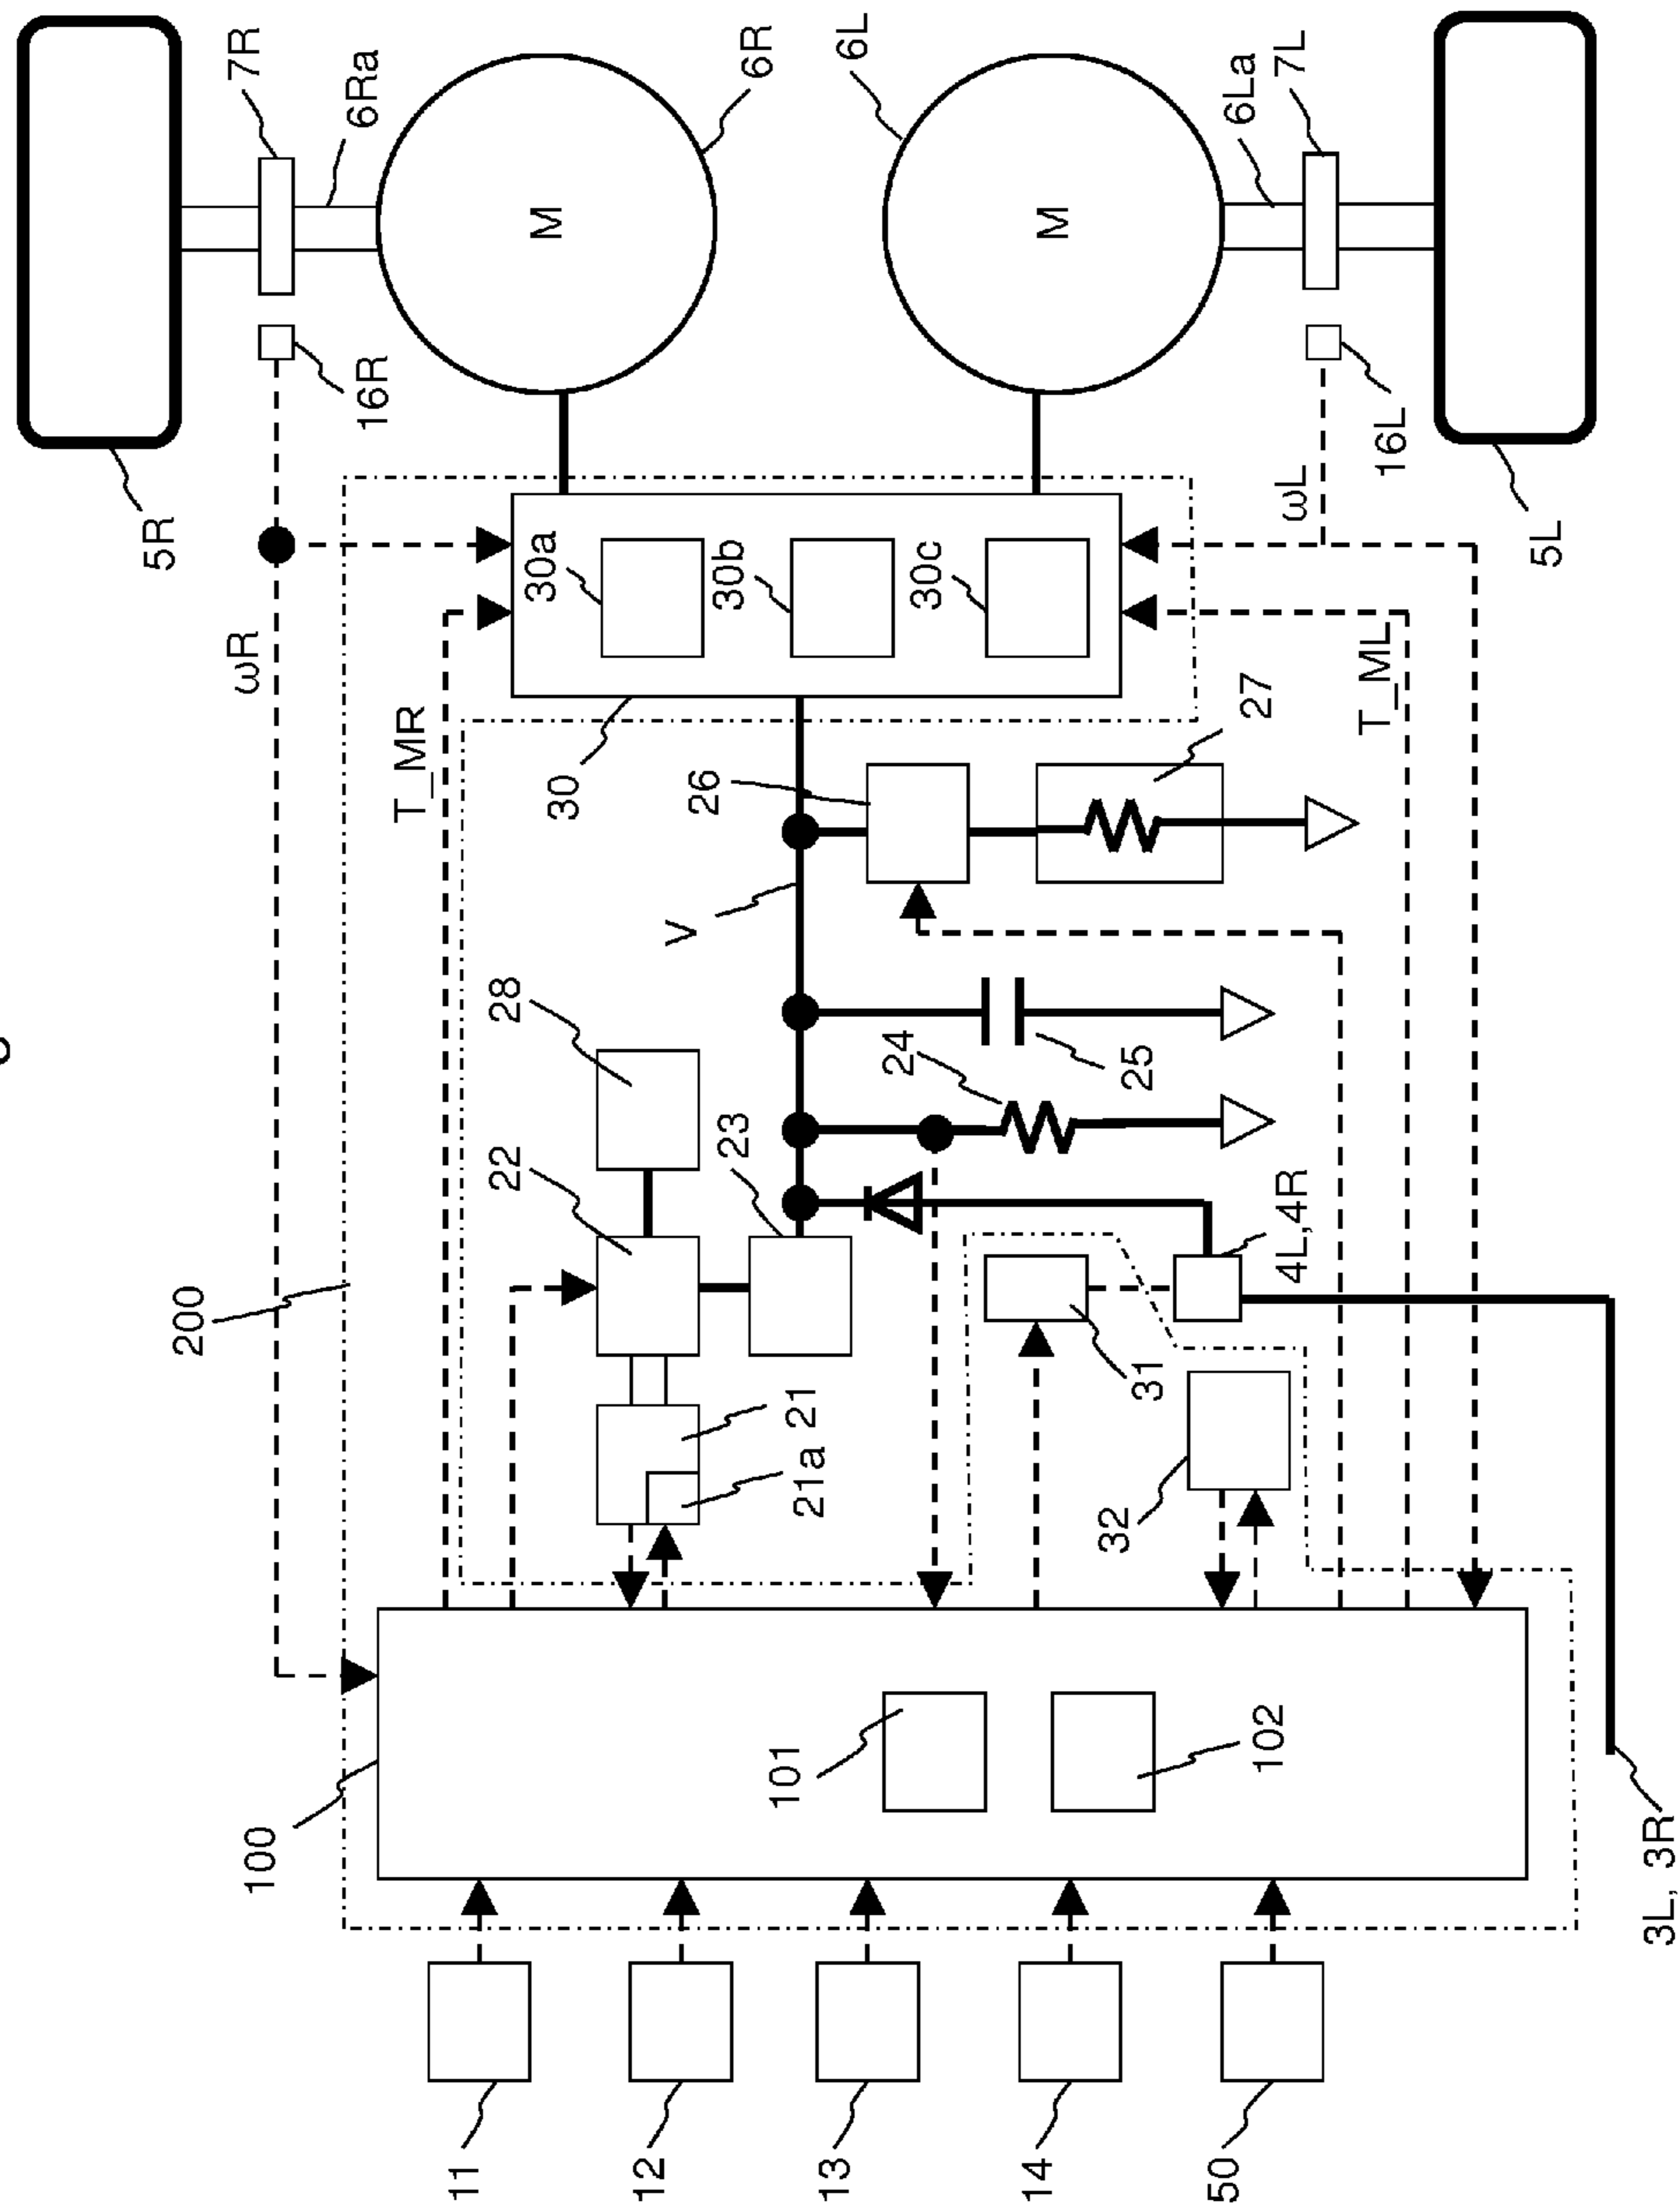 5R
7R
6Ra
16R
6R
6L
6La
7L
16L
5L
ωR
ωL
T_MR
T_ML
M
M
30a
30b
30c
30
26
27
V
28
22
23
24
25
200
21
21a
31
32
4L,4R
100
101
102
3L, 3R
11
12
13
14
50